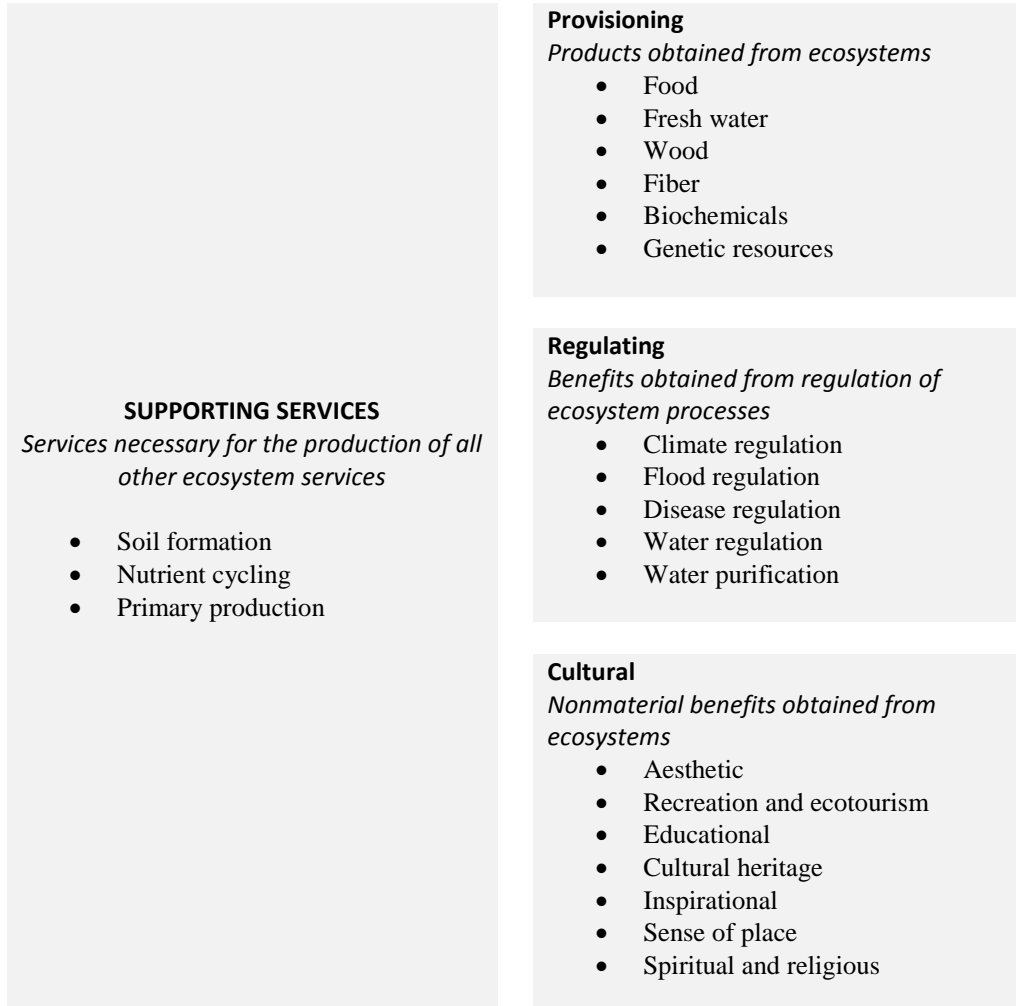 SUPPORTING SERVICES
Services necessary for the production of all
other ecosystem services
• Soil formation
• Nutrient cycling
• Primary production
Provisioning
Products obtained from ecosystems
• Food
• Fresh water
• Wood
• Fiber
• Biochemicals
• Genetic resources
Regulating
Benefits obtained from regulation of
ecosystem processes
• Climate regulation
• Flood regulation
• Disease regulation
• Water regulation
• Water purification
Cultural
Nonmaterial benefits obtained from
ecosystems
• Aesthetic
• Recreation and ecotourism
• Educational
• Cultural heritage
• Inspirational
• Sense of place
• Spiritual and religious